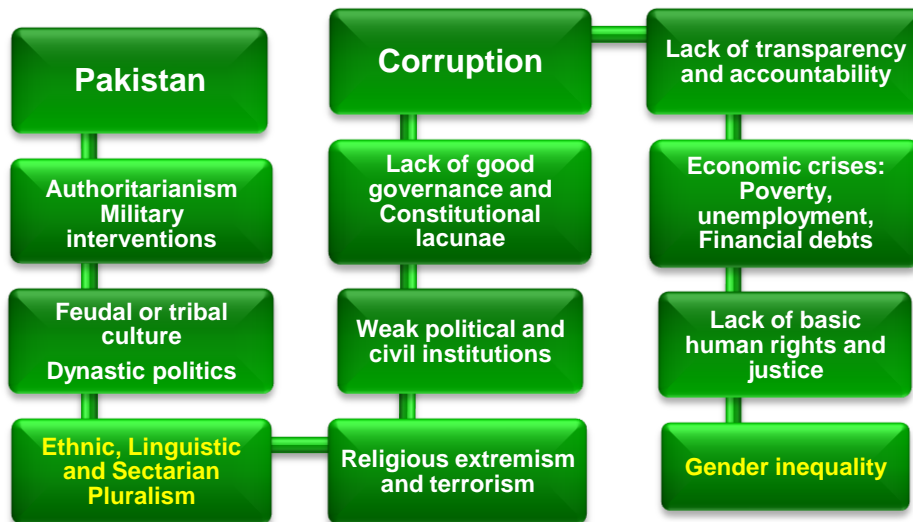 Pakistan
Authoritarianism
Military
interventions
Feudal or tribal
culture
Dynastic politics
Ethnic, Linguistic
and Sectarian
Pluralism
Religious extremism
and terrorism
Weak political and
civil institutions
Lack of good
governance and
Constitutional
lacunae
Corruption
Lack of transparency
and accountability
Economic crises:
Poverty,
unemployment,
Financial debts
Lack of basic
human rights and
justice
Gender inequality